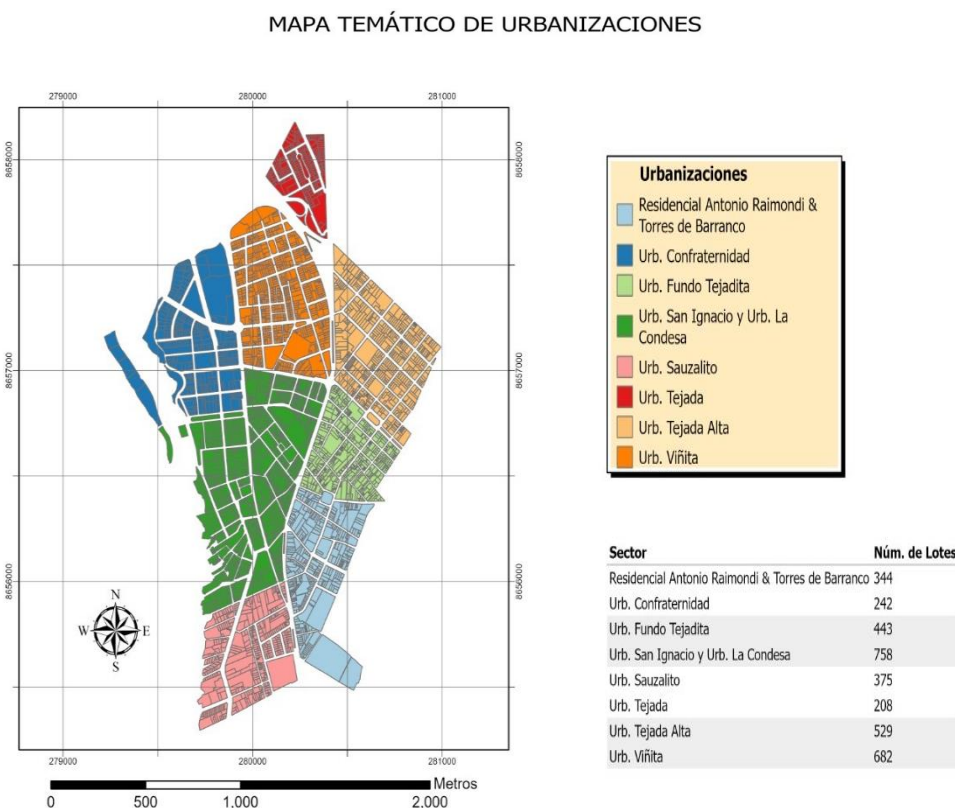 MAPA TEMÁTICO DE URBANIZACIONES
279000 280000 281000
8658000 8658000
8657000 8657000
8656000 8656000
N
W E
S
279000 280000 281000
Metros
0 500 1.000 2.000
Urbanizaciones
Residencial Antonio Raimondi &
Torres de Barranco
Urb. Confraternidad
Urb. Fundo Tejadita
Urb. San Ignacio y Urb. La
Condesa
Urb. Sauzalito
Urb. Tejada
Urb. Tejada Alta
Urb. Viñita
Sector Núm. de Lotes
Residencial Antonio Raimondi & Torres de Barranco 344
Urb. Confraternidad 242
Urb. Fundo Tejadita 443
Urb. San Ignacio y Urb. La Condesa 758
Urb. Sauzalito 375
Urb. Tejada 208
Urb. Tejada Alta 529
Urb. Viñita 682